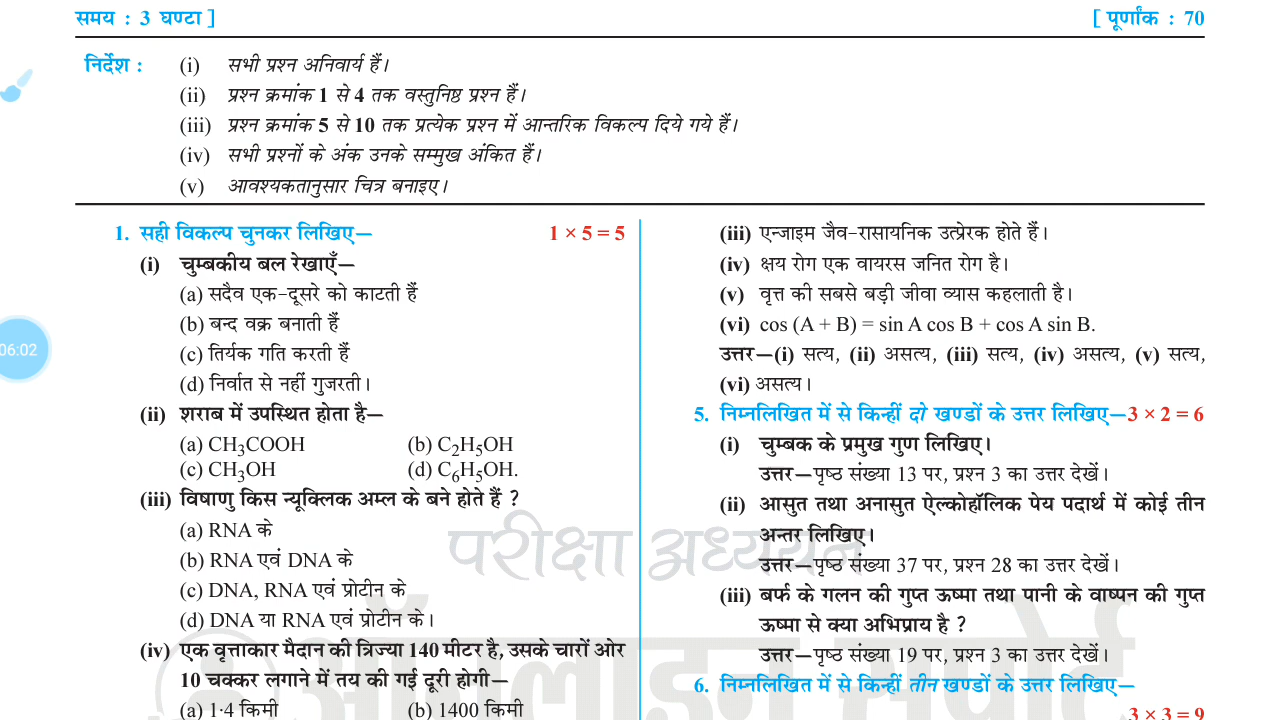 समय : 3 घण्टा ]
[ पूर्णांक : 70
निर्देश :
(i) सभी प्रश्न अनिवार्य हैं।
(ii) प्रश्न क्रमांक 1 से 4 तक वस्तुनिष्ठ प्रश्न हैं।
(iii) प्रश्न क्रमांक 5 से 10 तक प्रत्येक प्रश्न में आन्तरिक विकल्प दिये गये हैं।
(iv) सभी प्रश्नों के अंक उनके सम्मुख अंकित हैं।
(v) आवश्यकतानुसार चित्र बनाइए।
06:02
1. सही विकल्प चुनकर लिखिए— 1 × 5 = 5
(i) चुम्बकीय बल रेखाएँ—
(a) सदैव एक-दूसरे को काटती हैं
(b) बन्द वक्र बनाती हैं
(c) तिर्यक गति करती हैं
(d) निर्वात से नहीं गुजरती।
(ii) शराब में उपस्थित होता है—
(a) CH₃COOH (b) C₂H₅OH
(c) CH₃OH (d) C₆H₅OH.
(iii) विषाणु किस न्यूक्लिक अम्ल के बने होते हैं ?
(a) RNA के
(b) RNA एवं DNA के
(c) DNA, RNA एवं प्रोटीन के
(d) DNA या RNA एवं प्रोटीन के।
(iv) एक वृत्ताकार मैदान की त्रिज्या 140 मीटर है, उसके चारों ओर
10 चक्कर लगाने में तय की गई दूरी होगी—
(a) 1·4 किमी (b) 1400 किमी
(iii) एन्जाइम जैव-रासायनिक उत्प्रेरक होते हैं।
(iv) क्षय रोग एक वायरस जनित रोग है।
(v) वृत्त की सबसे बड़ी जीवा व्यास कहलाती है।
(vi) cos (A + B) = sin A cos B + cos A sin B.
उत्तर—(i) सत्य, (ii) असत्य, (iii) सत्य, (iv) असत्य, (v) सत्य,
(vi) असत्य।
5. निम्नलिखित में से किन्हीं दो खण्डों के उत्तर लिखिए—3 × 2 = 6
(i) चुम्बक के प्रमुख गुण लिखिए।
उत्तर—पृष्ठ संख्या 13 पर, प्रश्न 3 का उत्तर देखें।
(ii) आसुत तथा अनासुत ऐल्कोहॉलिक पेय पदार्थ में कोई तीन
अन्तर लिखिए।
उत्तर—पृष्ठ संख्या 37 पर, प्रश्न 28 का उत्तर देखें।
(iii) बर्फ के गलन की गुप्त ऊष्मा तथा पानी के वाष्पन की गुप्त
ऊष्मा से क्या अभिप्राय है ?
उत्तर—पृष्ठ संख्या 19 पर, प्रश्न 3 का उत्तर देखें।
6. निम्नलिखित में से किन्हीं तीन खण्डों के उत्तर लिखिए—
3 × 3 = 9
परीक्षा अध्ययन
ऑनलाइन सपोर्ट